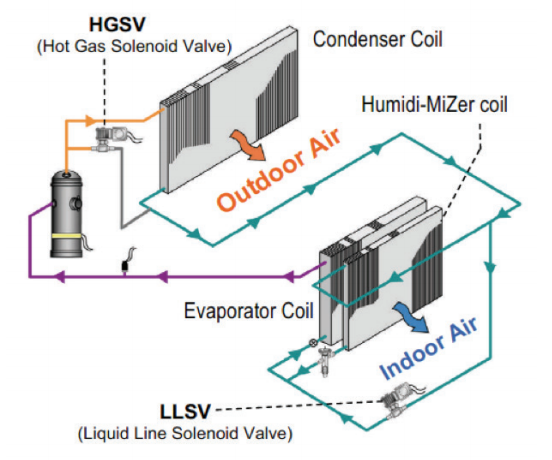 HGSV
(Hot Gas Solenoid Valve)
Condenser Coil
Humidi-MiZer coil
Outdoor Air
Evaporator Coil
Indoor Air
LLSV
(Liquid Line Solenoid Valve)